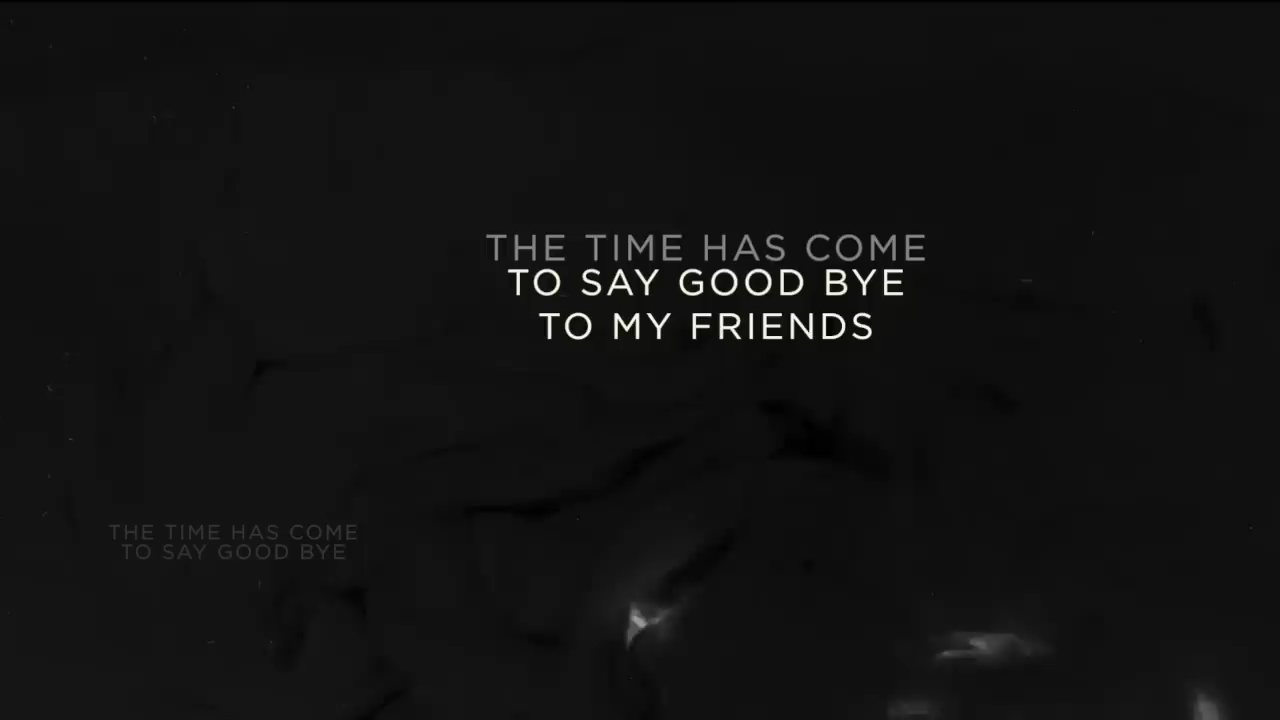 THE TIME HAS COME
TO SAY GOOD BYE
TO MY FRIENDS
THE TIME HAS COME
TO SAY GOOD BYE